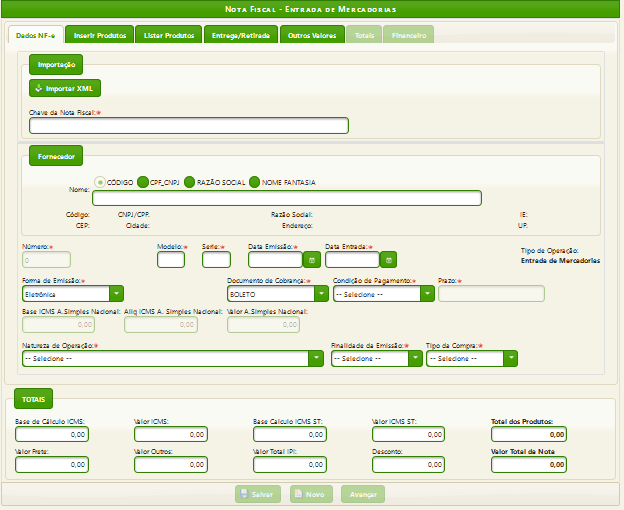 Nota Fiscal - Entrada de Mercadorias
Dados NF-e Inserir Produtos Listar Produtos Entrega/Retirada Outros Valores Totais Financeiro
Importação
Importar XML
Chave da Nota Fiscal:*
Fornecedor
CÓDIGO CPF_CNPJ RAZÃO SOCIAL NOME FANTASIA
Nome:
Código: CNPJ/CPF: Razão Social: IE:
CEP: Cidade: Endereço: UF:
Número:* Modelo:* Serie:* Data Emissão:* Data Entrada:* Tipo de Operação:
0 Entrada de Mercadorias
Forma de Emissão:* Documento de Cobrança:* Condição de Pagamento:* Prazo:*
Eletrônica BOLETO -- Selecione --
Base ICMS A.Simples Nacional: Aliq ICMS A. Simples Nacional: Valor A.Simples Nacional:
0,00 0,00 0,00
Natureza de Operação:* Finalidade da Emissão:* Tipo da Compra:*
-- Selecione -- -- Selecione -- -- Selecione --
TOTAIS
Base de Cálculo ICMS: Valor ICMS: Base Calculo ICMS ST: Valor ICMS ST: Total dos Produtos:
0,00 0,00 0,00 0,00 0,00
Valor Frete: Valor Outros: Valor Total IPI: Desconto: Valor Total da Nota
0,00 0,00 0,00 0,00 0,00
Salvar Novo Avançar